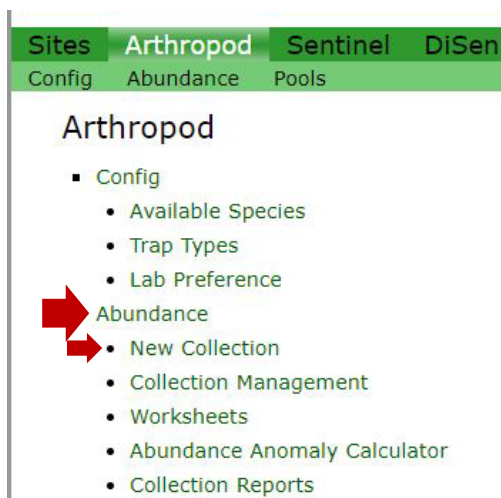 Sites Arthropod Sentinel DiSen
Config Abundance Pools
Arthropod
Config
Available Species
Trap Types
Lab Preference
Abundance
New Collection
Collection Management
Worksheets
Abundance Anomaly Calculator
Collection Reports